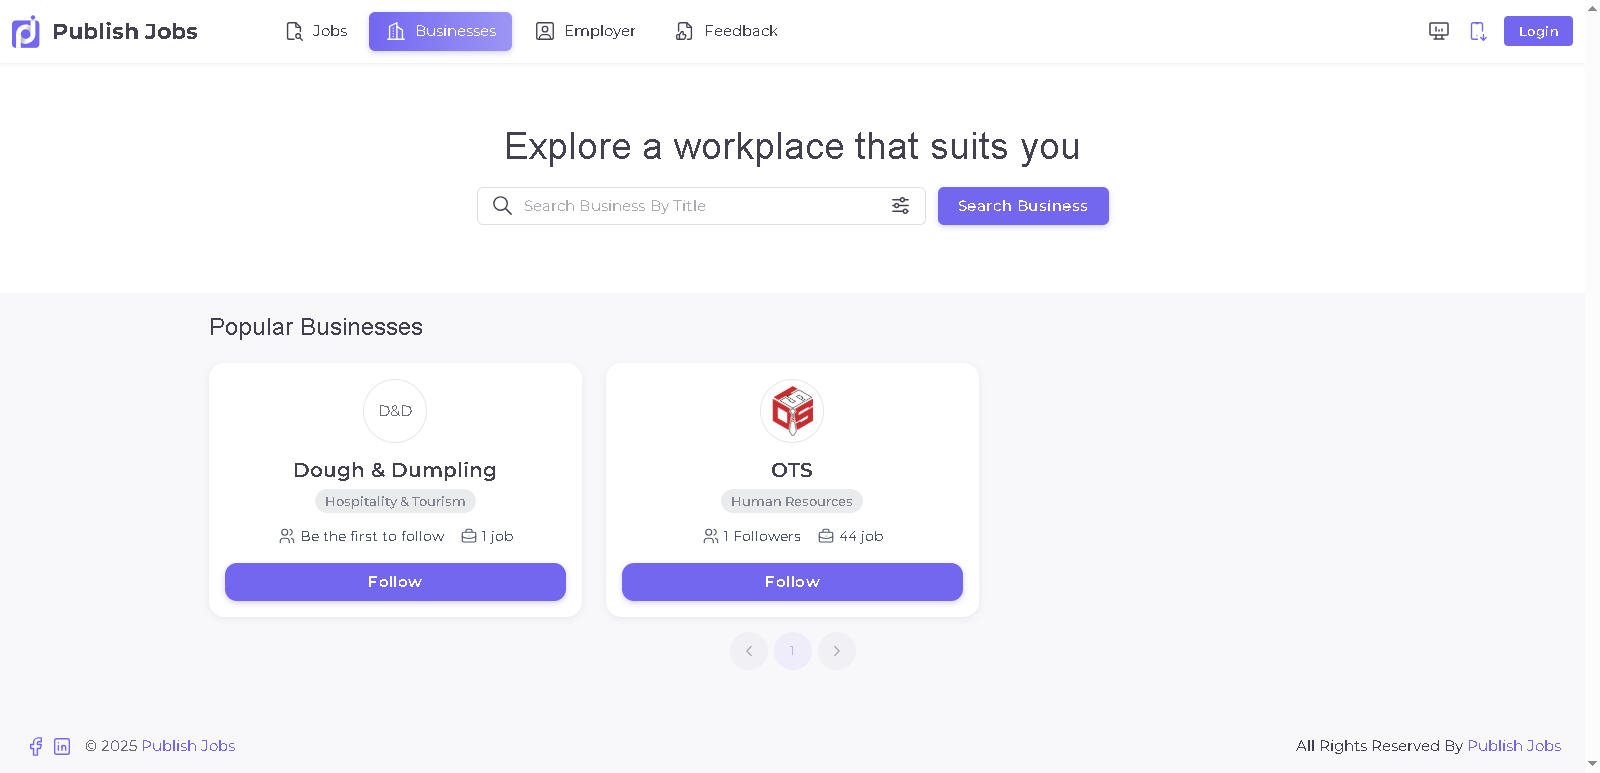 Publish Jobs
Jobs
Businesses
Employer
Feedback
Login
Explore a workplace that suits you
Search Business By Title
Search Business
Popular Businesses
D&D
Dough & Dumpling
Hospitality & Tourism
Be the first to follow
1 job
Follow
OTS
Human Resources
1 Followers
44 job
Follow
1
© 2025 Publish Jobs
All Rights Reserved By Publish Jobs